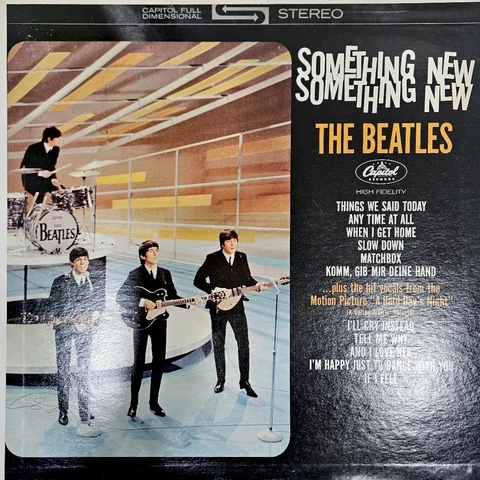 CAPITOL FULL DIMENSIONAL STEREO
SOMETHING NEW
SOMETHING NEW
THE BEATLES
Capitol
RECORDS
HIGH FIDELITY
THINGS WE SAID TODAY
ANY TIME AT ALL
WHEN I GET HOME
SLOW DOWN
MATCHBOX
KOMM, GIB MIR DEINE HAND
...plus the hit vocals from the
Motion Picture "A Hard Day's Night"
I'LL CRY INSTEAD
TELL ME WHY
AND I LOVE HER
I'M HAPPY JUST TO DANCE WITH YOU
IF I FELL
THE
BEATLES